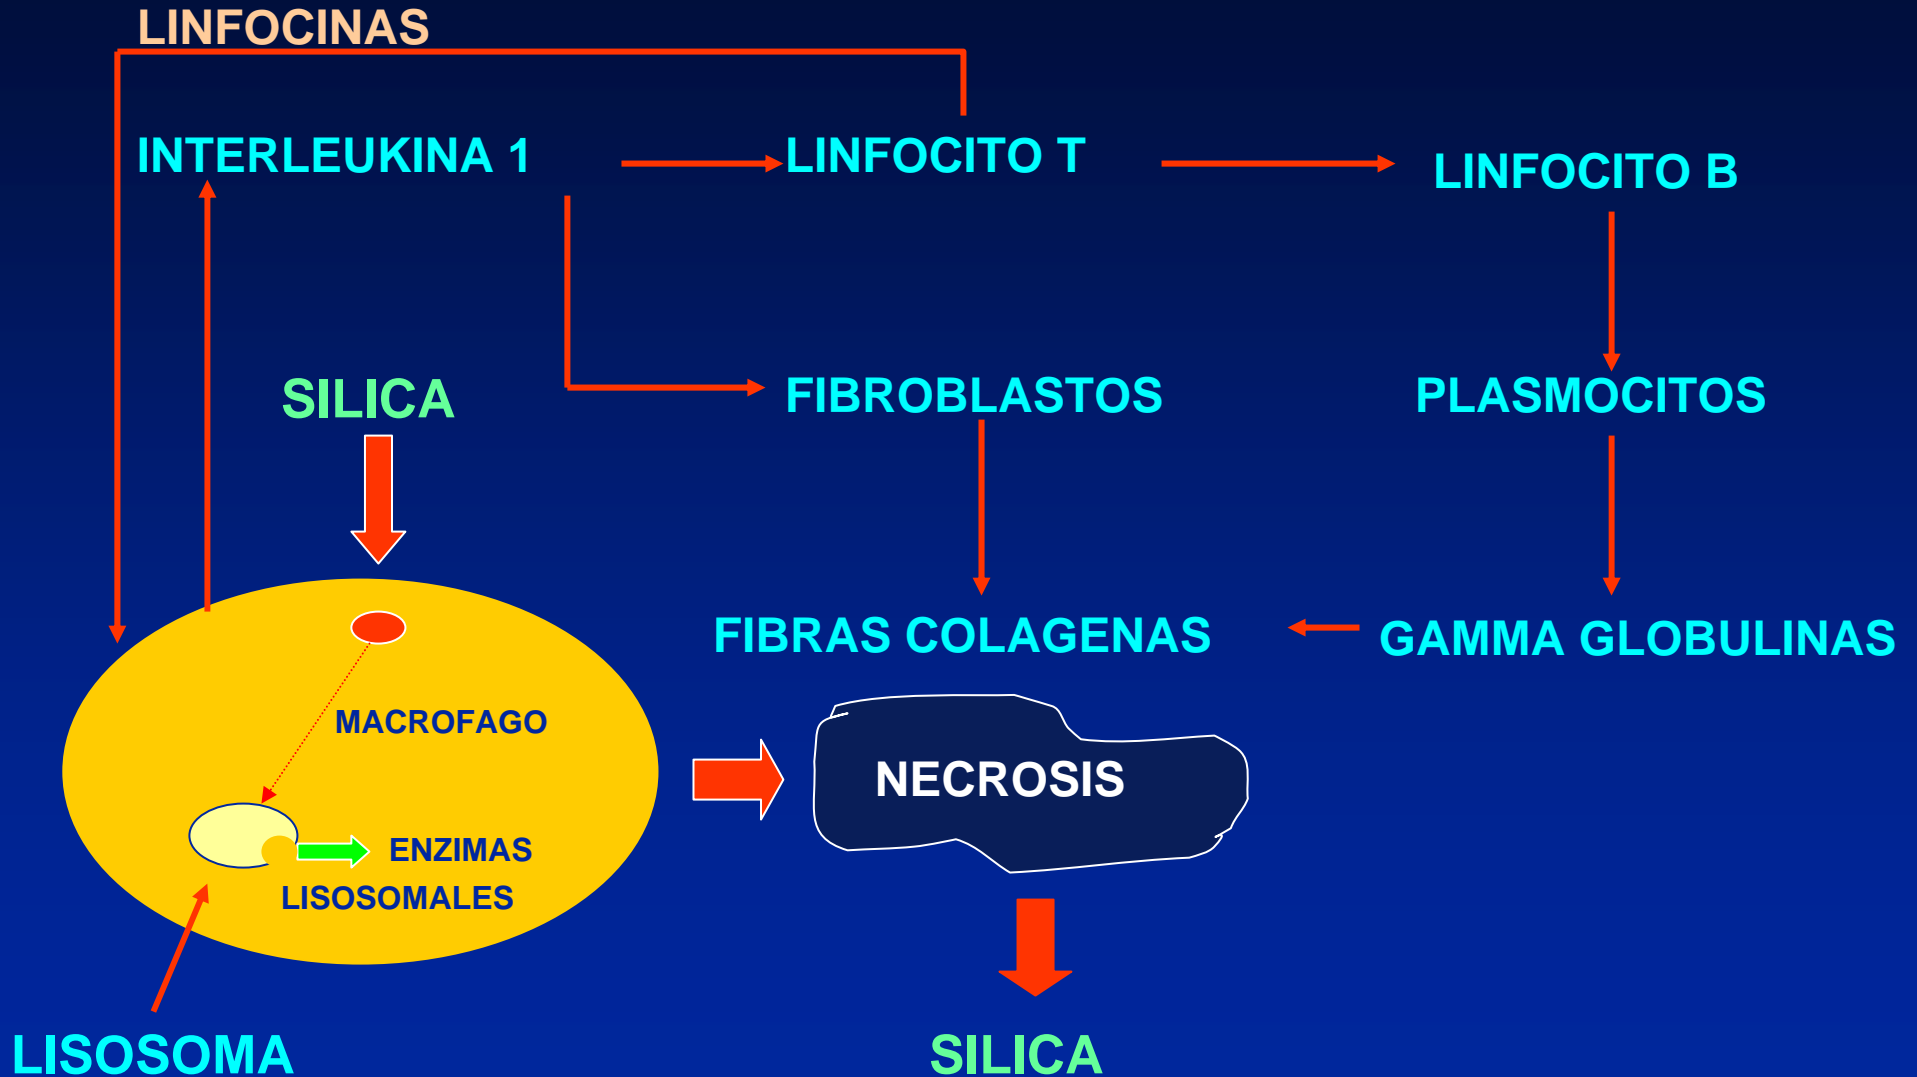 LINFOCINAS
INTERLEUKINA 1
LINFOCITO T
LINFOCITO B
SILICA
FIBROBLASTOS
PLASMOCITOS
FIBRAS COLAGENAS
GAMMA GLOBULINAS
MACROFAGO
NECROSIS
ENZIMAS
LISOSOMALES
LISOSOMA
SILICA